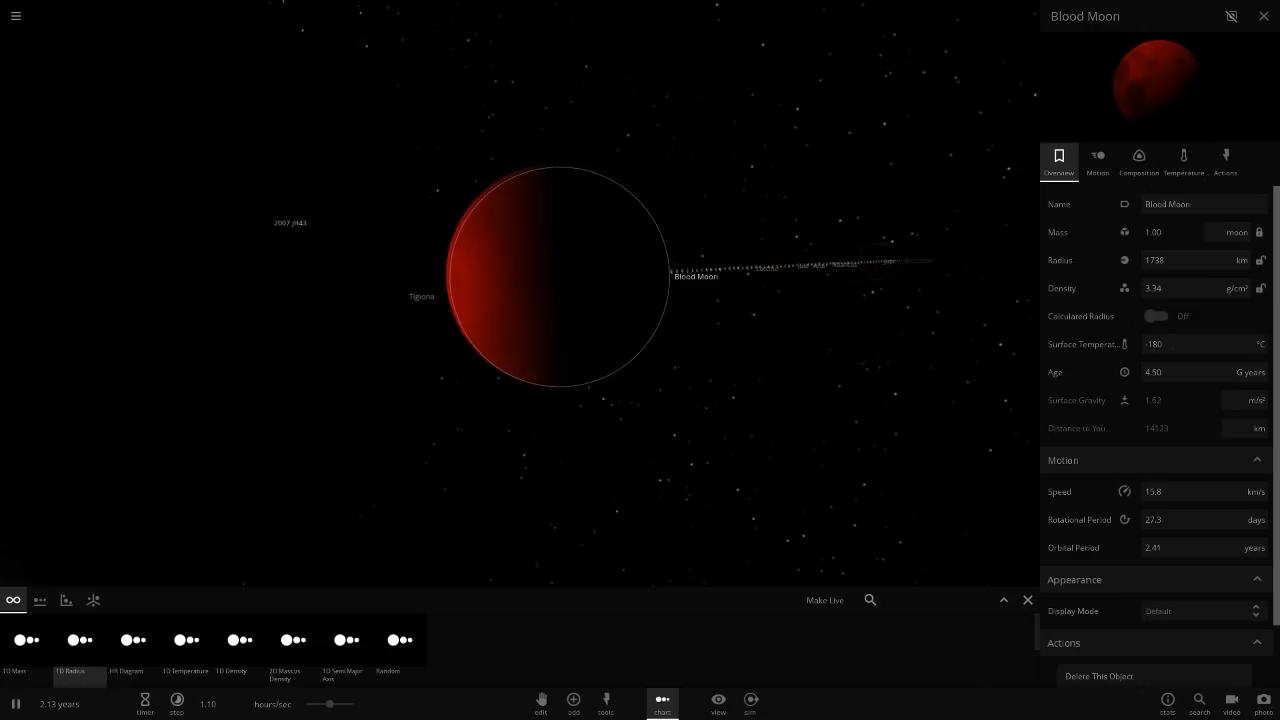 Blood Moon
Overview
Motion
Composition
Temperature ..
Actions
Name
Blood Moon
Mass
1.00
moon
Radius
1738
km
Density
3.34
g/cm³
Calculated Radius
Off
Surface Temperat...
-180
°C
Age
4.50
G years
Surface Gravity
1.62
m/s²
Distance to You
14123
km
Motion
Speed
15.8
km/s
Rotational Period
27.3
days
Orbital Period
2.41
years
Appearance
Display Mode
Default
Actions
Delete This Object
2007 JH43
Tigiona
Blood Moon
Make Live
1D Mass
1D Radius
HR Diagram
1D Temperature
1D Density
2D Mass vs
Density
1D Semi Major
Axis
Random
2.13 years
timer
step
1.10
hours/sec
edit
add
tools
chart
view
sim
stats
search
video
photo